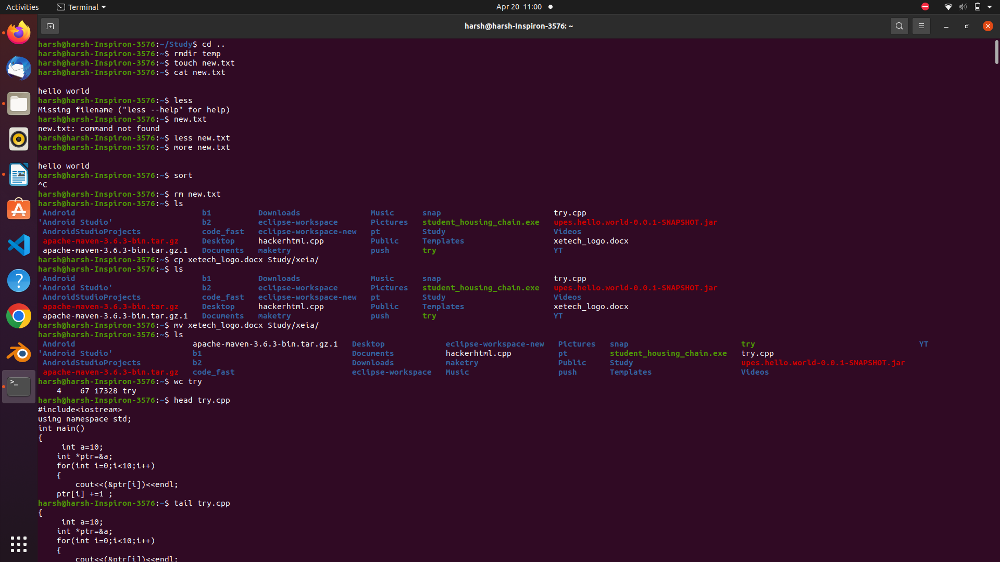 Activities Terminal Apr 20 11:00
harsh@harsh-Inspiron-3576: ~
harsh@harsh-Inspiron-3576:~/Study$ cd ..
harsh@harsh-Inspiron-3576:~$ rmdir temp
harsh@harsh-Inspiron-3576:~$ touch new.txt
harsh@harsh-Inspiron-3576:~$ cat new.txt

hello world
harsh@harsh-Inspiron-3576:~$ less
Missing filename ("less --help" for help)
harsh@harsh-Inspiron-3576:~$ new.txt
new.txt: command not found
harsh@harsh-Inspiron-3576:~$ less new.txt
harsh@harsh-Inspiron-3576:~$ more new.txt

hello world
harsh@harsh-Inspiron-3576:~$ sort
^C
harsh@harsh-Inspiron-3576:~$ rm new.txt
harsh@harsh-Inspiron-3576:~$ ls
 Android b1 Downloads Music snap try.cpp
'Android Studio' b2 eclipse-workspace Pictures student_housing_chain.exe upes.hello.world-0.0.1-SNAPSHOT.jar
 AndroidStudioProjects code_fast eclipse-workspace-new pt Study Videos
 apache-maven-3.6.3-bin.tar.gz Desktop hackerhtml.cpp Public Templates xetech_logo.docx
 apache-maven-3.6.3-bin.tar.gz.1 Documents maketry push try YT
harsh@harsh-Inspiron-3576:~$ cp xetech_logo.docx Study/xeia/
harsh@harsh-Inspiron-3576:~$ ls
 Android b1 Downloads Music snap try.cpp
'Android Studio' b2 eclipse-workspace Pictures student_housing_chain.exe upes.hello.world-0.0.1-SNAPSHOT.jar
 AndroidStudioProjects code_fast eclipse-workspace-new pt Study Videos
 apache-maven-3.6.3-bin.tar.gz Desktop hackerhtml.cpp Public Templates xetech_logo.docx
 apache-maven-3.6.3-bin.tar.gz.1 Documents maketry push try YT
harsh@harsh-Inspiron-3576:~$ mv xetech_logo.docx Study/xeia/
harsh@harsh-Inspiron-3576:~$ ls
 Android apache-maven-3.6.3-bin.tar.gz.1 Desktop eclipse-workspace-new Pictures snap try YT
'Android Studio' b1 Documents hackerhtml.cpp pt student_housing_chain.exe try.cpp
 AndroidStudioProjects b2 Downloads maketry Public Study upes.hello.world-0.0.1-SNAPSHOT.jar
 apache-maven-3.6.3-bin.tar.gz code_fast eclipse-workspace Music push Templates Videos
harsh@harsh-Inspiron-3576:~$ wc try
    4    67 17328 try
harsh@harsh-Inspiron-3576:~$ head try.cpp
#include<iostream>
using namespace std;
int main()
{
     int a=10;
    int *ptr=&a;
    for(int i=0;i<10;i++)
    {
        cout<<(&ptr[i])<<endl;
    ptr[i] +=1 ;
harsh@harsh-Inspiron-3576:~$ tail try.cpp
{
     int a=10;
    int *ptr=&a;
    for(int i=0;i<10;i++)
    {
        cout<<(&ptr[i])<<endl;